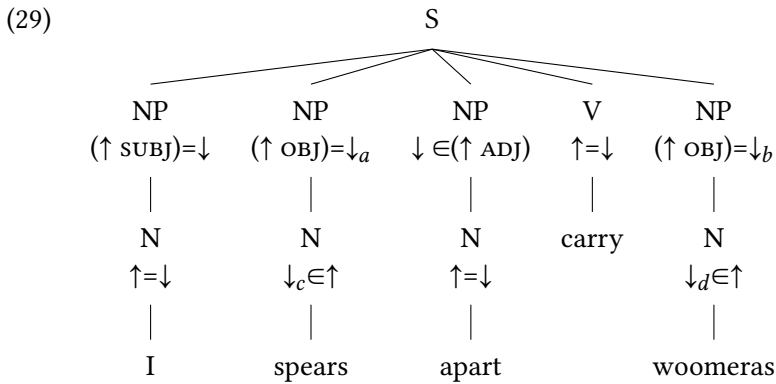 (29) S
NP NP NP V NP
(↑ SUBJ)=↓ (↑ OBJ)=↓a ↓ ∈(↑ ADJ) ↑=↓ (↑ OBJ)=↓b
N N N carry N
↑=↓ ↓c∈↑ ↑=↓ ↓d∈↑
I spears apart woomeras